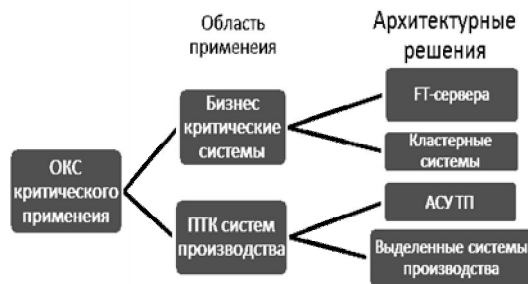 Область
применеия
Архитектурные
решения
ОКС
критического
применеия
Бизнес
критические
системы
ПТК систем
производства
FT-сервера
Кластерные
системы
АСУ ТП
Выделенные системы
производства